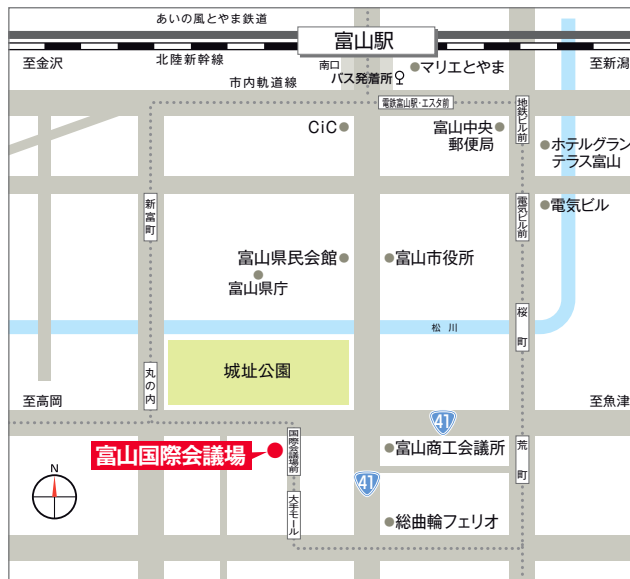 あいの風とやま鉄道
富山駅
至金沢
北陸新幹線
南口
至新潟
市内軌道線
バス発着所
マリエとやま
電鉄富山駅・エスタ前
地鉄ビル前
CiC
富山中央
郵便局
ホテルグラン
テラス富山
新富町
電気ビル前
電気ビル
富山県民会館
富山市役所
富山県庁
桜町
松川
城址公園
丸の内
至高岡
至魚津
41
国際会議場前
富山国際会議場
富山商工会議所
荒町
N
41
大手モール
総曲輪フェリオ